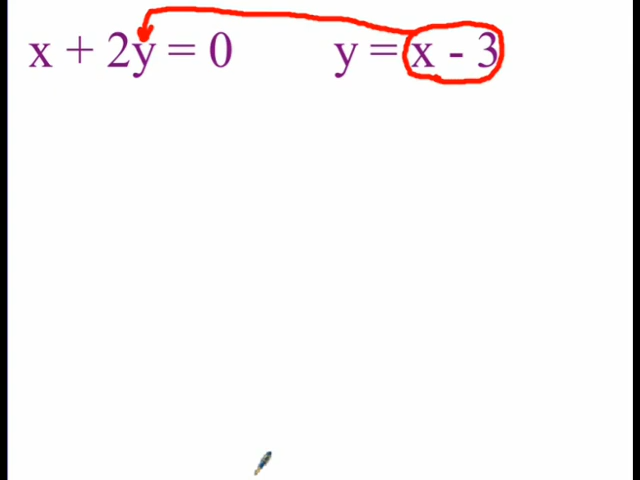 x + 2y = 0 y = x - 3